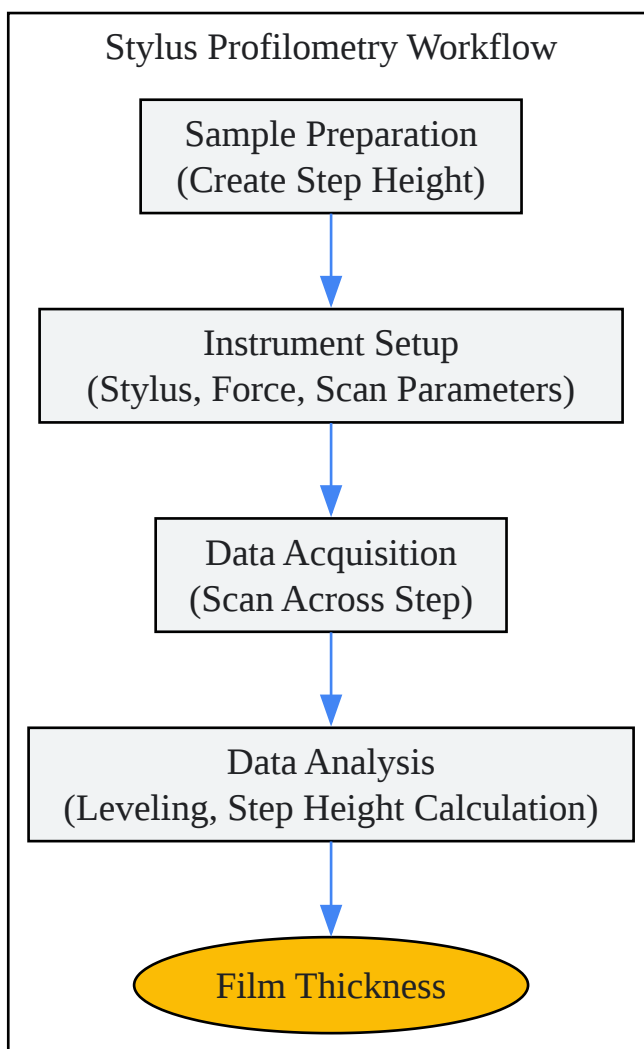 Stylus Profilometry Workflow
Sample Preparation
(Create Step Height)
Instrument Setup
(Stylus, Force, Scan Parameters)
Data Acquisition
(Scan Across Step)
Data Analysis
(Leveling, Step Height Calculation)
Film Thickness